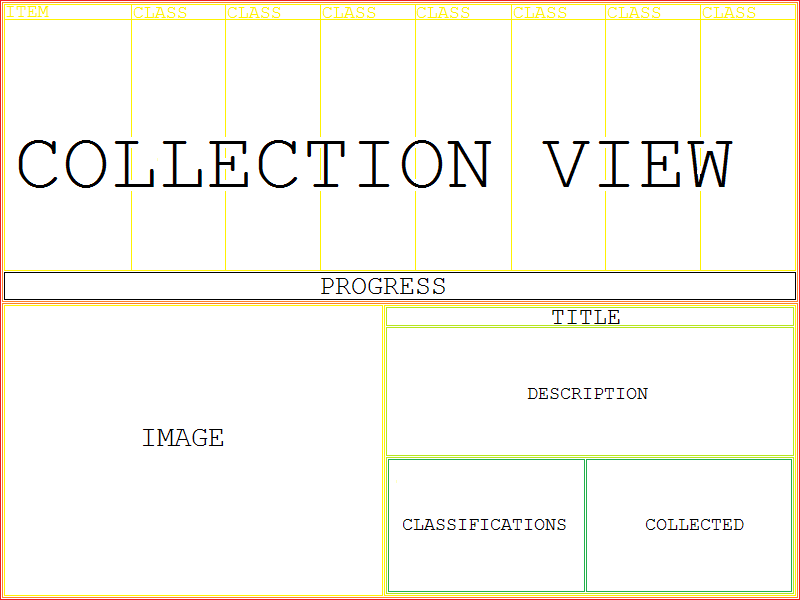 ITEM CLASS CLASS CLASS CLASS CLASS CLASS CLASS
COLLECTION VIEW
PROGRESS
TITLE
DESCRIPTION
IMAGE
CLASSIFICATIONS COLLECTED